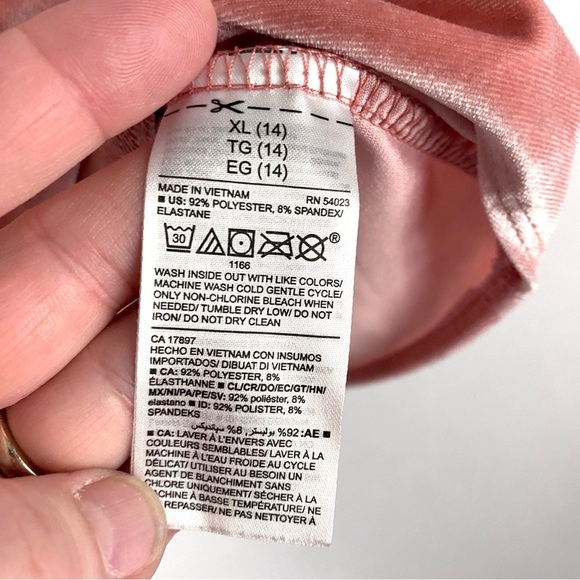 XL (14)
TG (14)
EG (14)
MADE IN VIETNAM RN 54023
■ US: 92% POLYESTER, 8% SPANDEX/
ELASTANE
30
®
1166
WASH INSIDE OUT WITH LIKE COLORS/
MACHINE WASH COLD GENTLE CYCLE/
ONLY NON-CHLORINE BLEACH WHEN
NEEDED/ TUMBLE DRY LOW/ DO NOT
IRON/ DO NOT DRY CLEAN
CA 17897
HECHO EN VIETNAM CON INSUMOS
IMPORTADOS/ DIBUAT DI VIETNAM
■ CA: 92% POLYESTER, 8%
ÉLASTHANNE ■ CL/CR/DO/EC/GT/HN/
MX/NI/PA/PE/SV: 92% poliéster, 8%
elastano ■ ID: 92% POLISTER, 8%
SPANDEKS
■ AE: 92% بوليستر, 8% سباندكس
■ CA: LAVER À L'ENVERS AVEC
COULEURS SEMBLABLES/ LAVER À LA
MACHINE À L'EAU FROIDE AU CYCLE
DÉLICAT/ UTILISER AU BESOIN UN
AGENT DE BLANCHIMENT SANS
CHLORE UNIQUEMENT/ SÉCHER À LA
MACHINE À BASSE TEMPÉRATURE/ NE
REPASSER/ NE PAS NETTOYER À